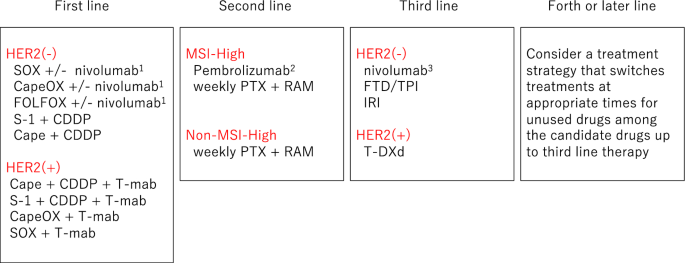 First line
HER2(-)
SOX +/- nivolumab1
CapeOX +/- nivolumab1
FOLFOX +/- nivolumab1
S-1 + CDDP
Cape + CDDP
HER2(+)
Cape + CDDP + T-mab
S-1 + CDDP + T-mab
CapeOX + T-mab
SOX + T-mab
Second line
MSI-High
Pembrolizumab2
weekly PTX + RAM
Non-MSI-High
weekly PTX + RAM
Third line
HER2(-)
nivolumab3
FTD/TPI
IRI
HER2(+)
T-DXd
Forth or later line
Consider a treatment
strategy that switches
treatments at
appropriate times for
unused drugs among
the candidate drugs up
to third line therapy